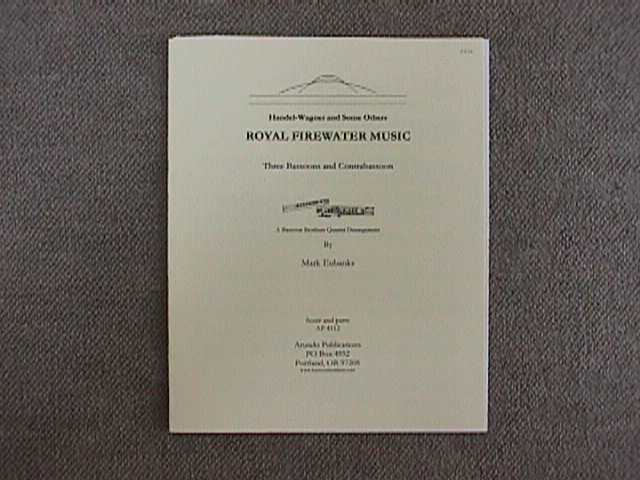 Handel-Wagner and Some Others
ROYAL FIREWATER MUSIC
Three Bassoons and Contrabassoon
A Bassoon Brothers Quartet Arrangement
By
Mark Eubanks
Score and parts
AP 4112
Arundo Publications
PO Box 4952
Portland, OR 97208